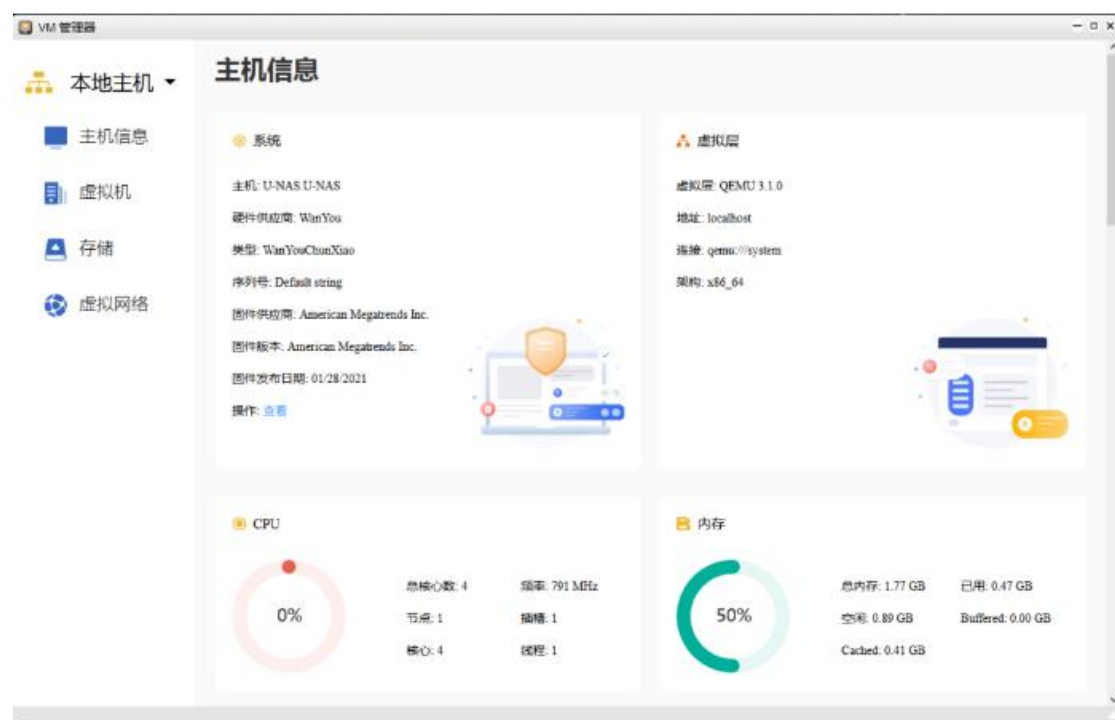 VM 管理器
本地主机
主机信息
虚拟机
存储
虚拟网络
主机信息
系统
主机: U-NAS U-NAS
硬件供应商: WanYou
类型: WanYouChunXiao
序列号: Default string
固件供应商: American Megatrends Inc.
固件版本: American Megatrends Inc.
固件发布日期: 01/28/2021
操作: 查看
虚拟层
虚拟层: QEMU 3.1.0
地址: localhost
连接: qemu:///system
架构: x86_64
CPU
0%
总核心数: 4 频率: 791 MHz
节点: 1 插槽: 1
核心: 4 线程: 1
内存
50%
总内存: 1.77 GB 已用: 0.47 GB
空闲: 0.89 GB Buffered: 0.00 GB
Cached: 0.41 GB